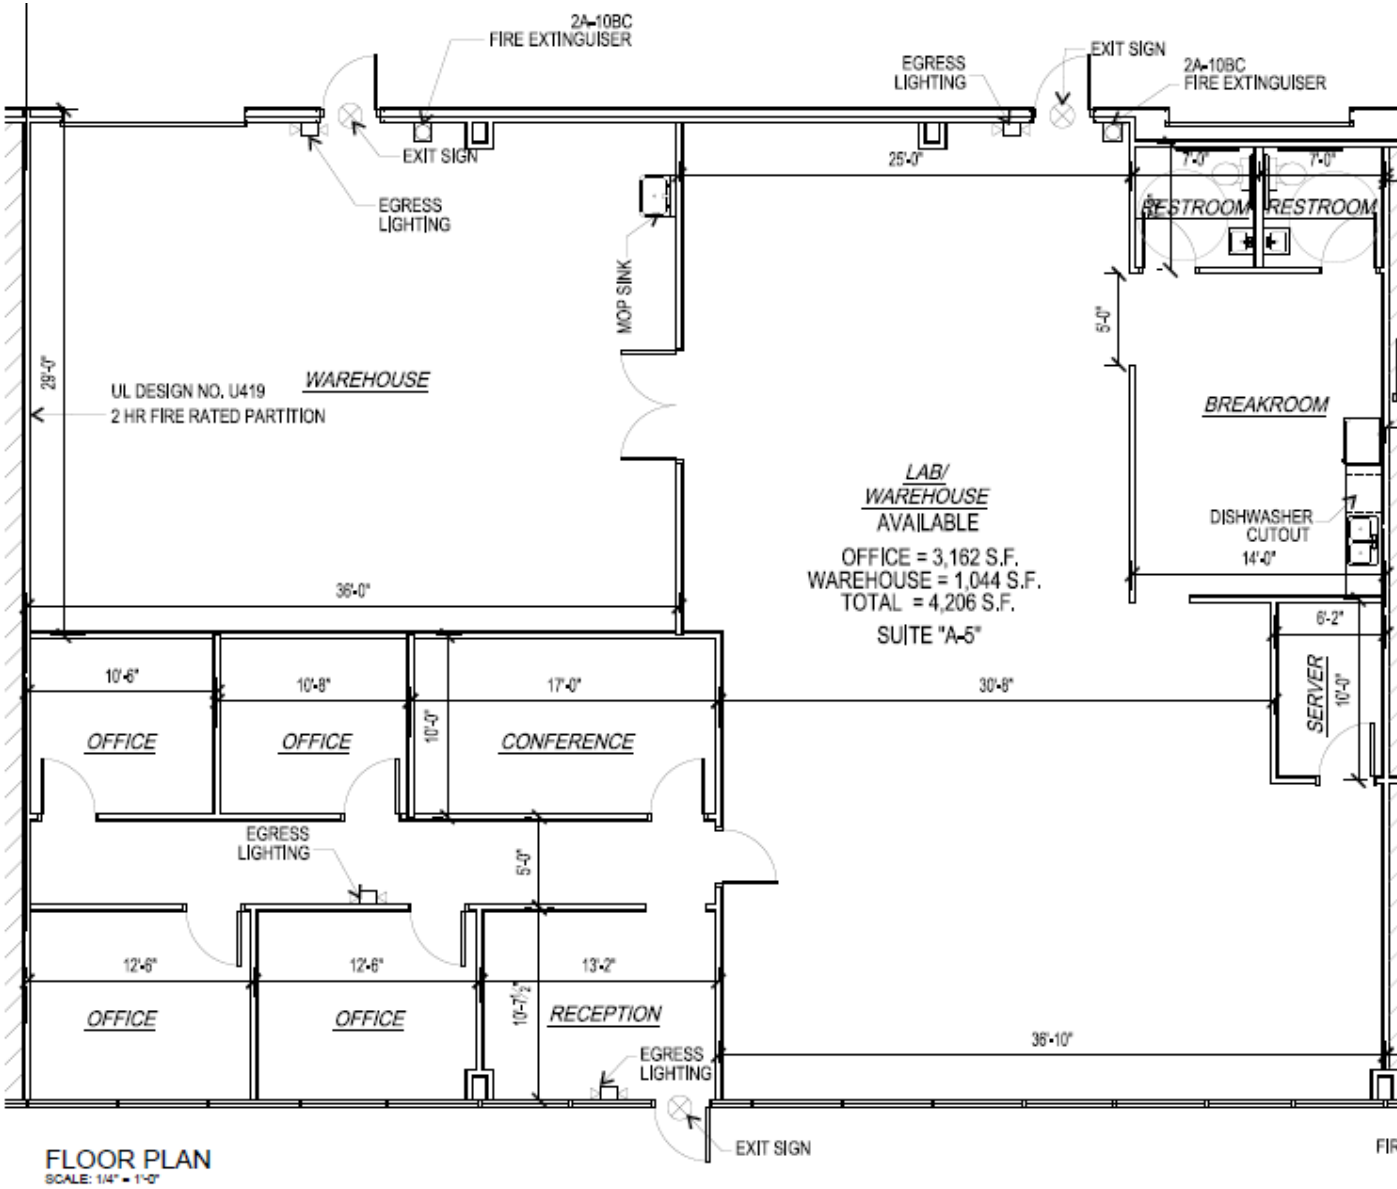 2A-10BC
FIRE EXTINGUISER
EGRESS
LIGHTING
EXIT SIGN
2A-10BC
FIRE EXTINGUISER
EXIT SIGN
EGRESS
LIGHTING
25'-0"
7'-0"
7'-0"
RESTROOM
RESTROOM
MOP SINK
5'-0"
29'-0"
UL DESIGN NO. U419
2 HR FIRE RATED PARTITION
WAREHOUSE
BREAKROOM
LAB/
WAREHOUSE
AVAILABLE
OFFICE = 3,162 S.F.
WAREHOUSE = 1,044 S.F.
TOTAL = 4,206 S.F.
SUITE "A-5"
DISHWASHER
CUTOUT
14'-0"
36'-0"
6'-2"
10'-6"
10'-8"
17'-0"
30'-8"
SERVER
10'-0"
10'-0"
OFFICE
OFFICE
CONFERENCE
EGRESS
LIGHTING
5'-0"
12'-6"
12'-6"
13'-2"
10'-7½"
OFFICE
OFFICE
RECEPTION
36'-10"
EGRESS
LIGHTING
EXIT SIGN
FLOOR PLAN
SCALE: 1/4" = 1'-0"